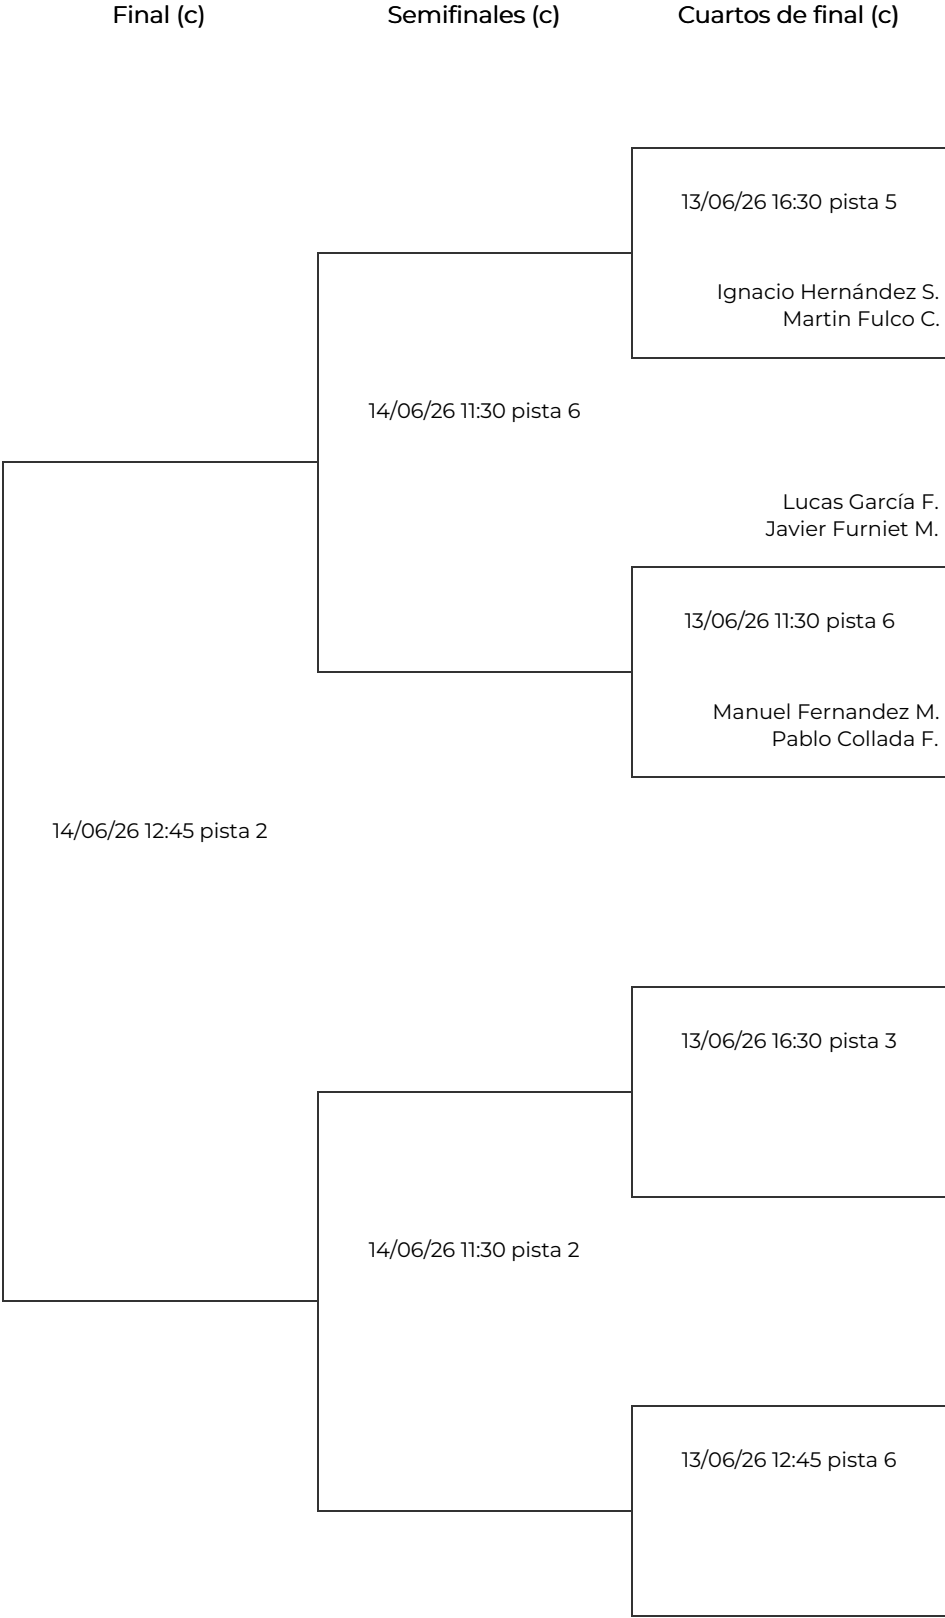 Final (c)
Semifinales (c)
Cuartos de final (c)
13/06/26 16:30 pista 5
Ignacio Hernández S.
Martin Fulco C.
14/06/26 11:30 pista 6
Lucas García F.
Javier Furniet M.
13/06/26 11:30 pista 6
Manuel Fernandez M.
Pablo Collada F.
14/06/26 12:45 pista 2
13/06/26 16:30 pista 3
14/06/26 11:30 pista 2
13/06/26 12:45 pista 6